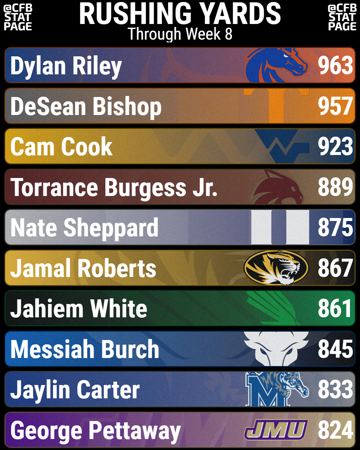 @CFB
STAT
PAGE
RUSHING YARDS
Through Week 8
@CFB
STAT
PAGE
Dylan Riley 963
DeSean Bishop 957
Cam Cook 923
Torrance Burgess Jr. 889
Nate Sheppard 875
Jamal Roberts 867
Jahiem White 861
Messiah Burch 845
Jaylin Carter M 833
George Pettaway JMU 824